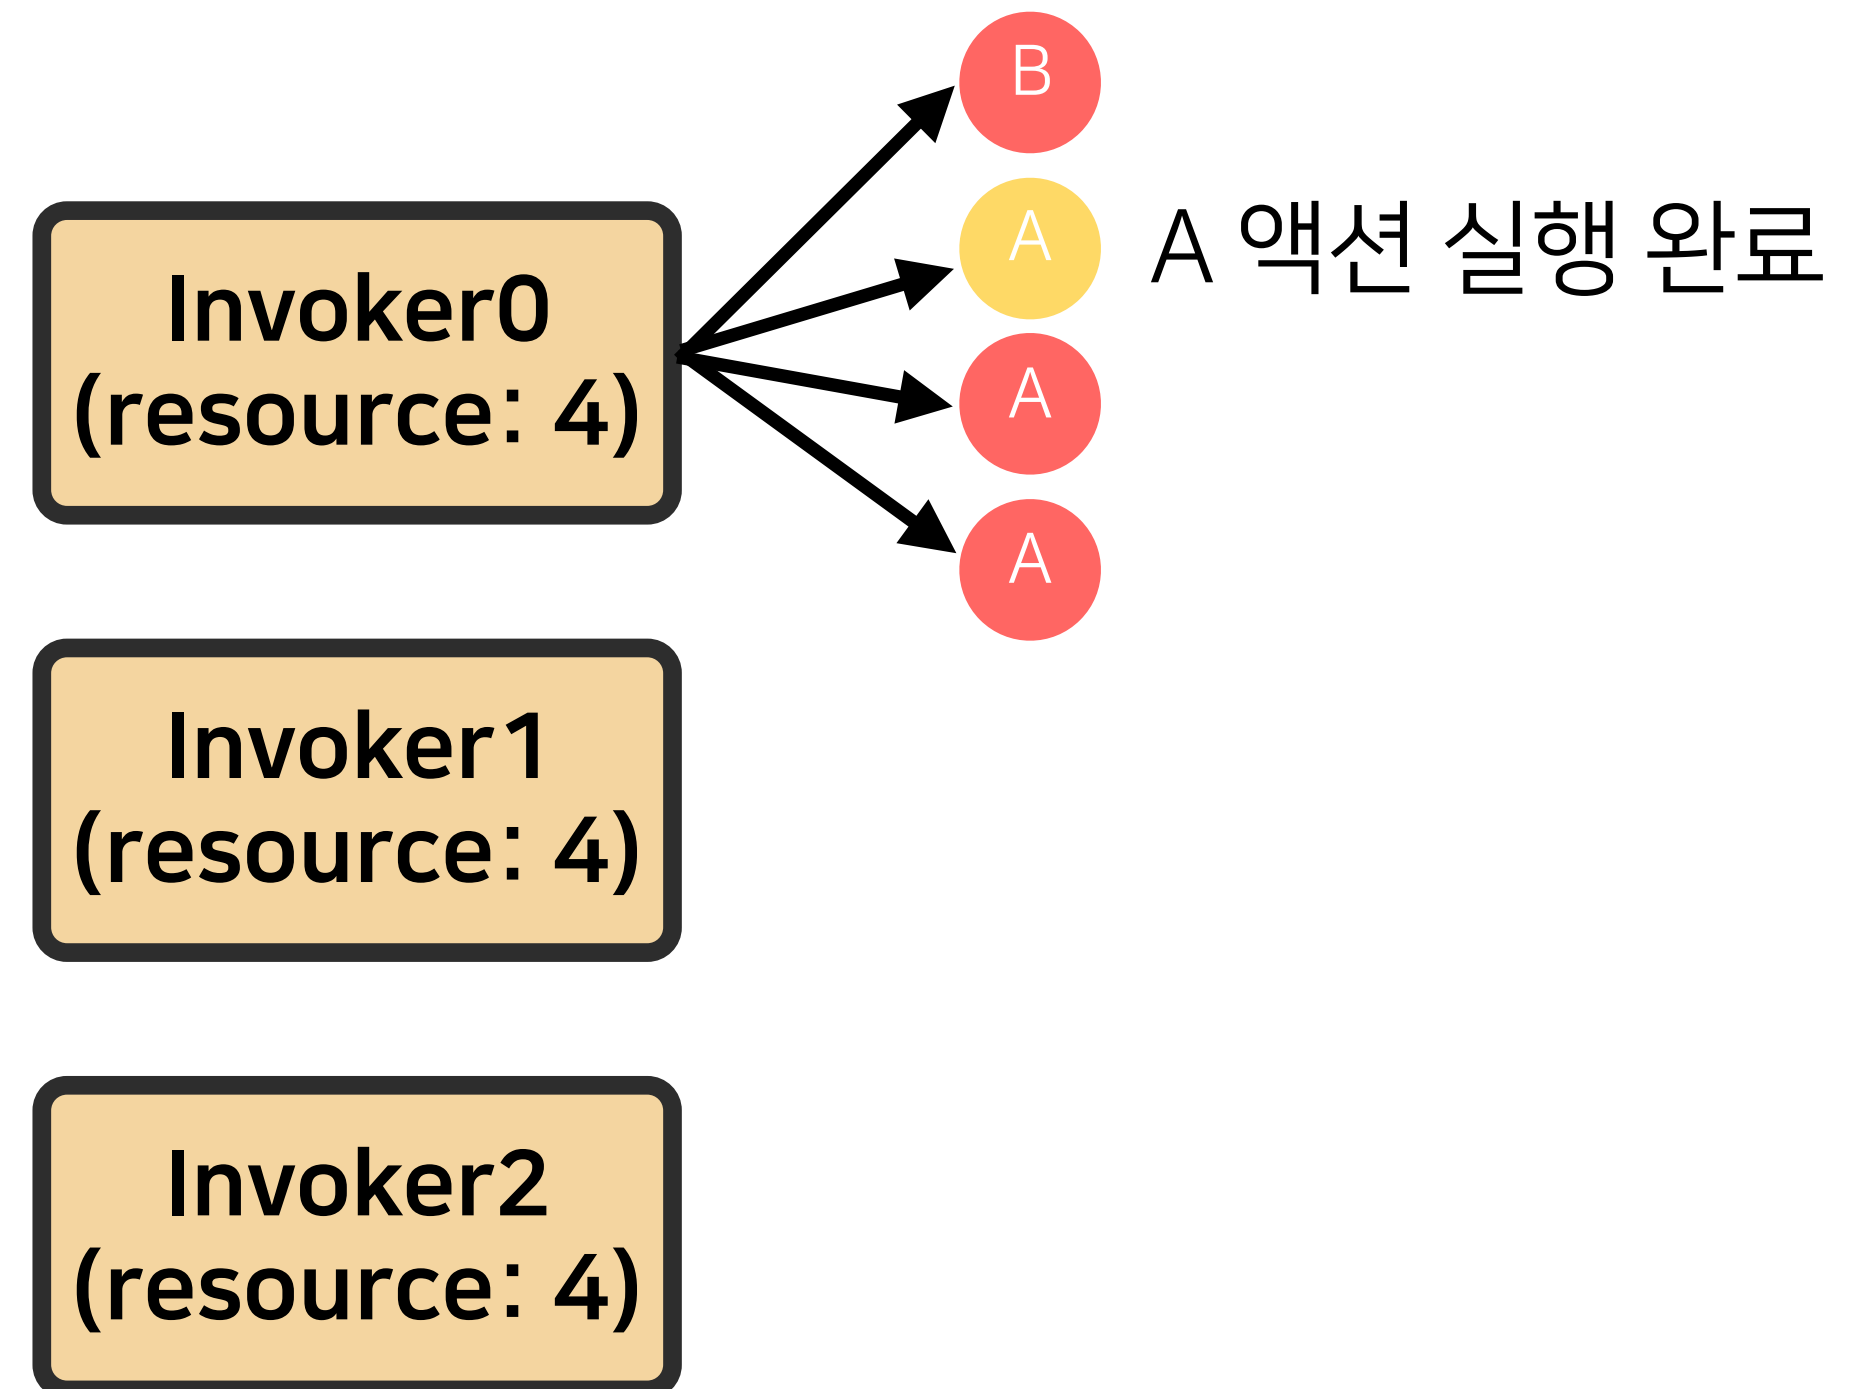 B
A
A 액션 실행 완료
A
A
Invoker0
(resource: 4)
Invoker1
(resource: 4)
Invoker2
(resource: 4)